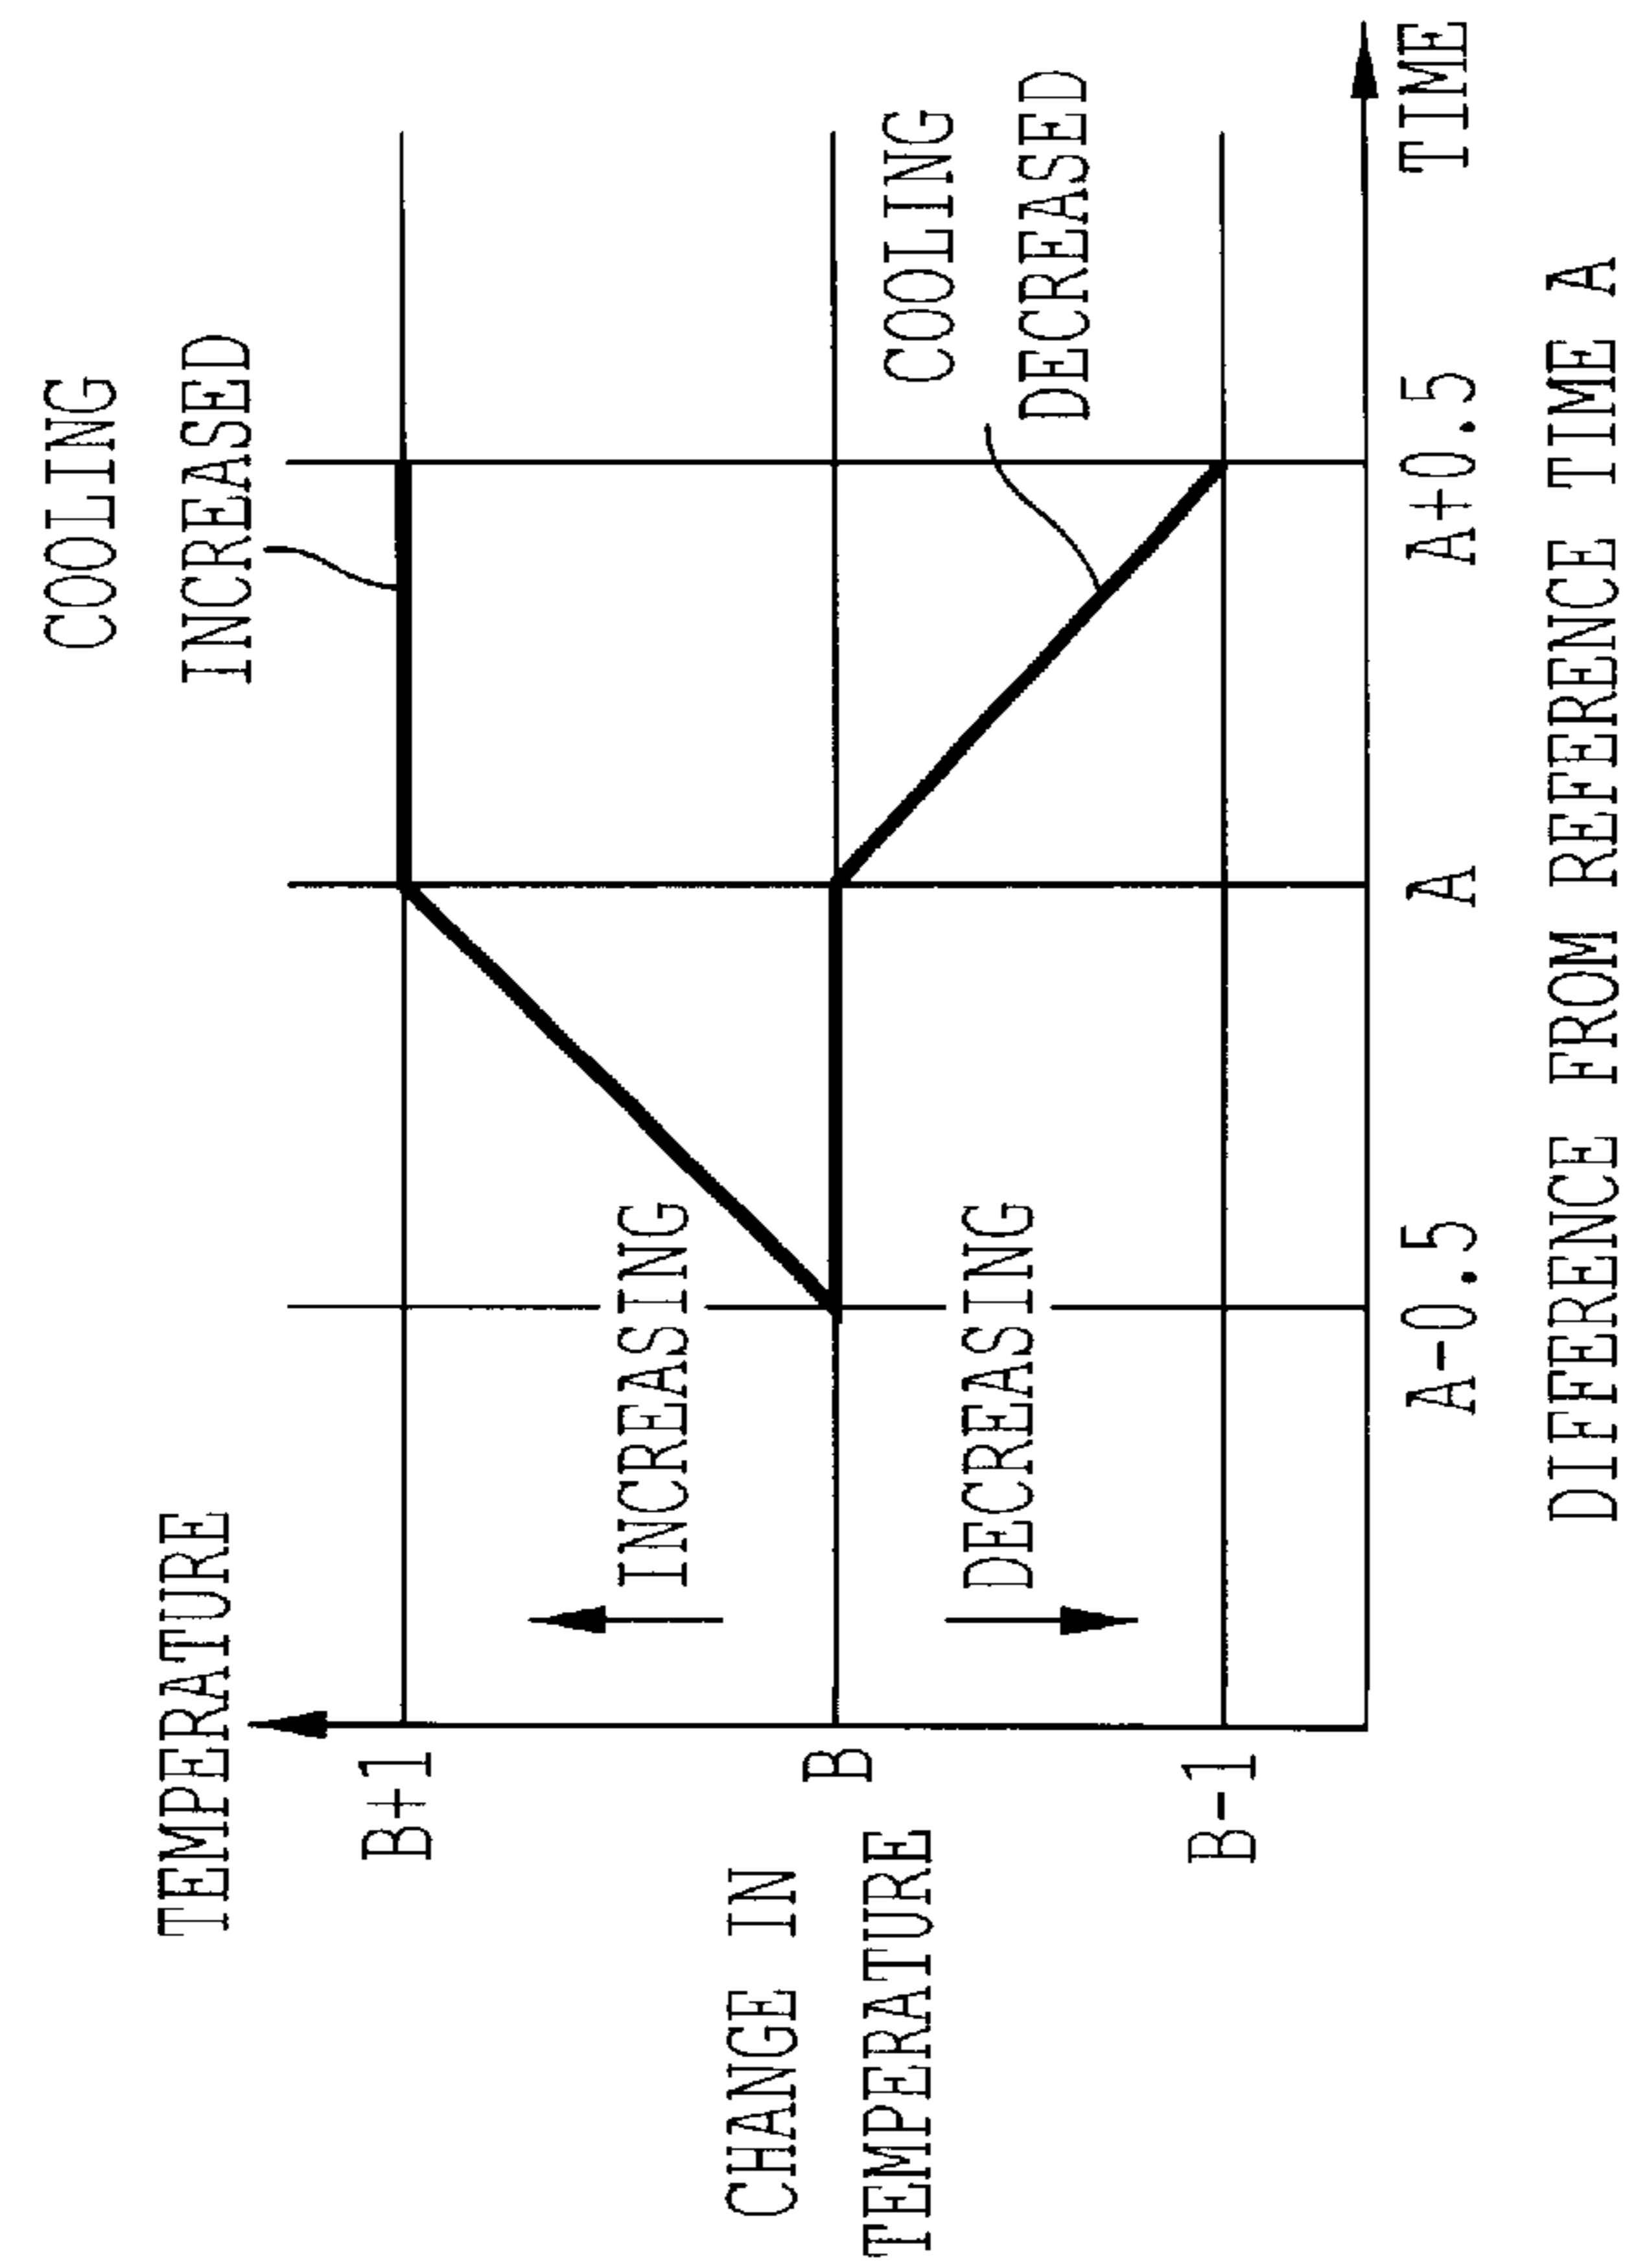 COOLING
INCREASED
TEMPERATURE
B+1
INCREASING
CHANGE IN
TEMPERATURE
B
COOLING
DECREASED
DECREASING
B-1
A-0.5
A
A+0.5
TIME
DIFFERENCE FROM REFERENCE TIME A